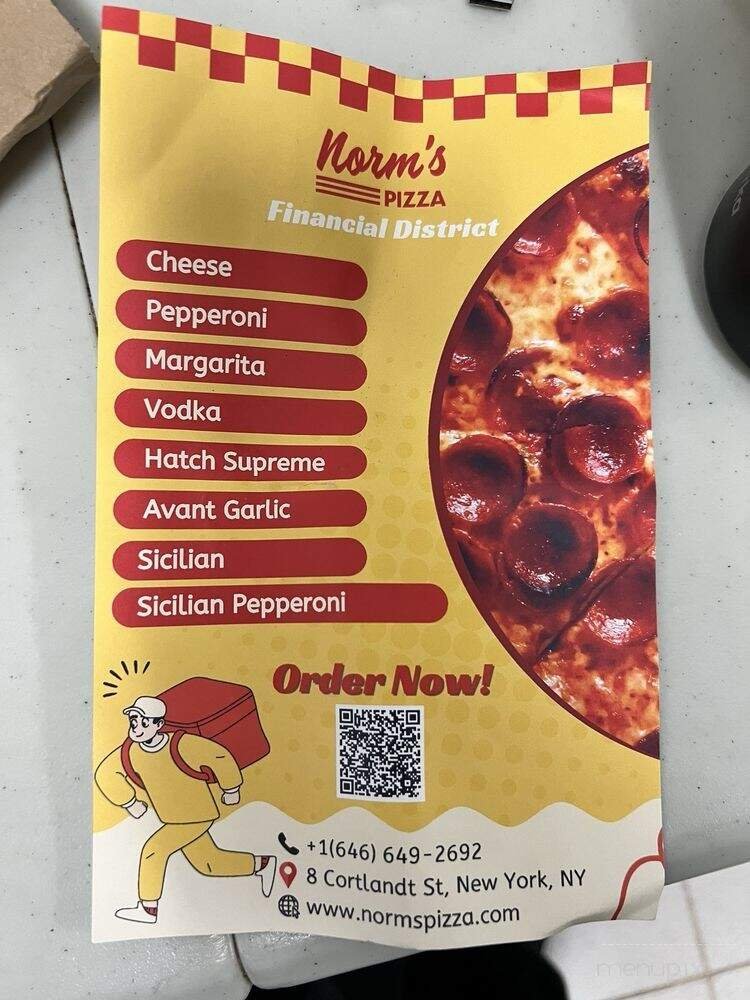 Norm's
PIZZA
Financial District
Cheese
Pepperoni
Margarita
Vodka
Hatch Supreme
Avant Garlic
Sicilian
Sicilian Pepperoni
Order Now!
+1(646) 649-2692
8 Cortlandt St, New York, NY
www.normspizza.com